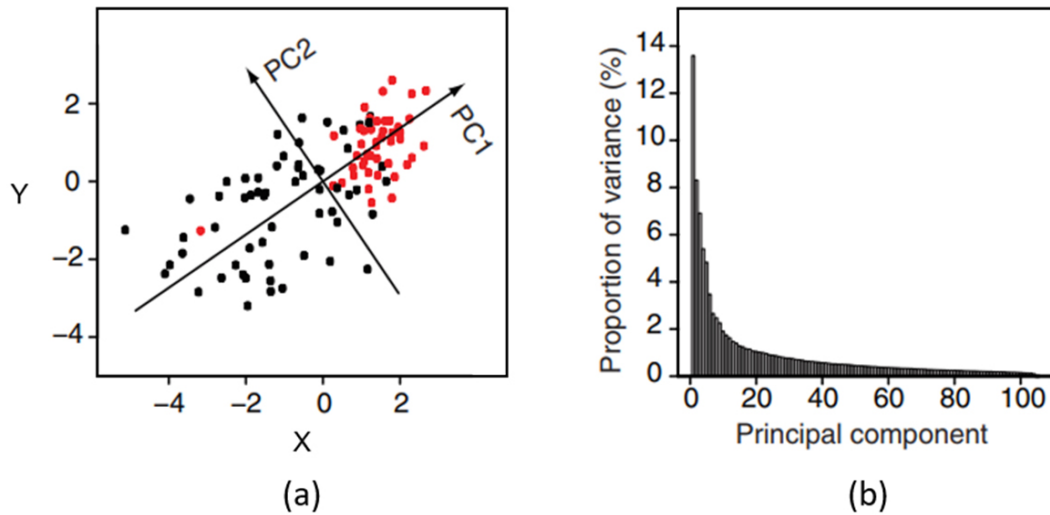 PC2
PC1
2
0
−2
−4
Y
−4 −2 0 2
X
(a)
Proportion of variance (%)
14
12
10
8
6
4
2
0
0 20 40 60 80 100
Principal component
(b)